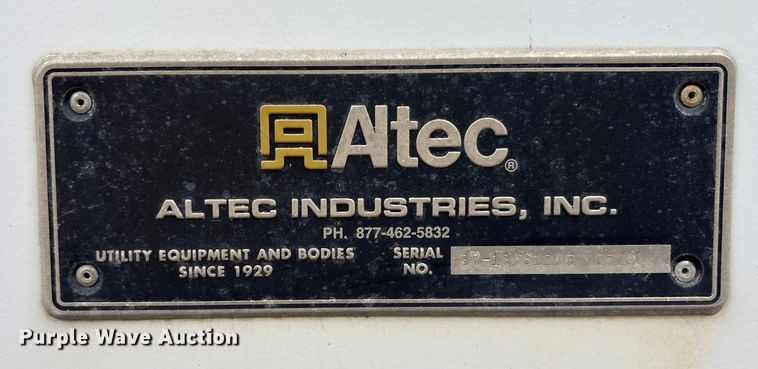 Altec®
ALTEC INDUSTRIES, INC.
PH. 877-462-5832
UTILITY EQUIPMENT AND BODIES
SINCE 1929
SERIAL
NO.
Purple Wave Auction